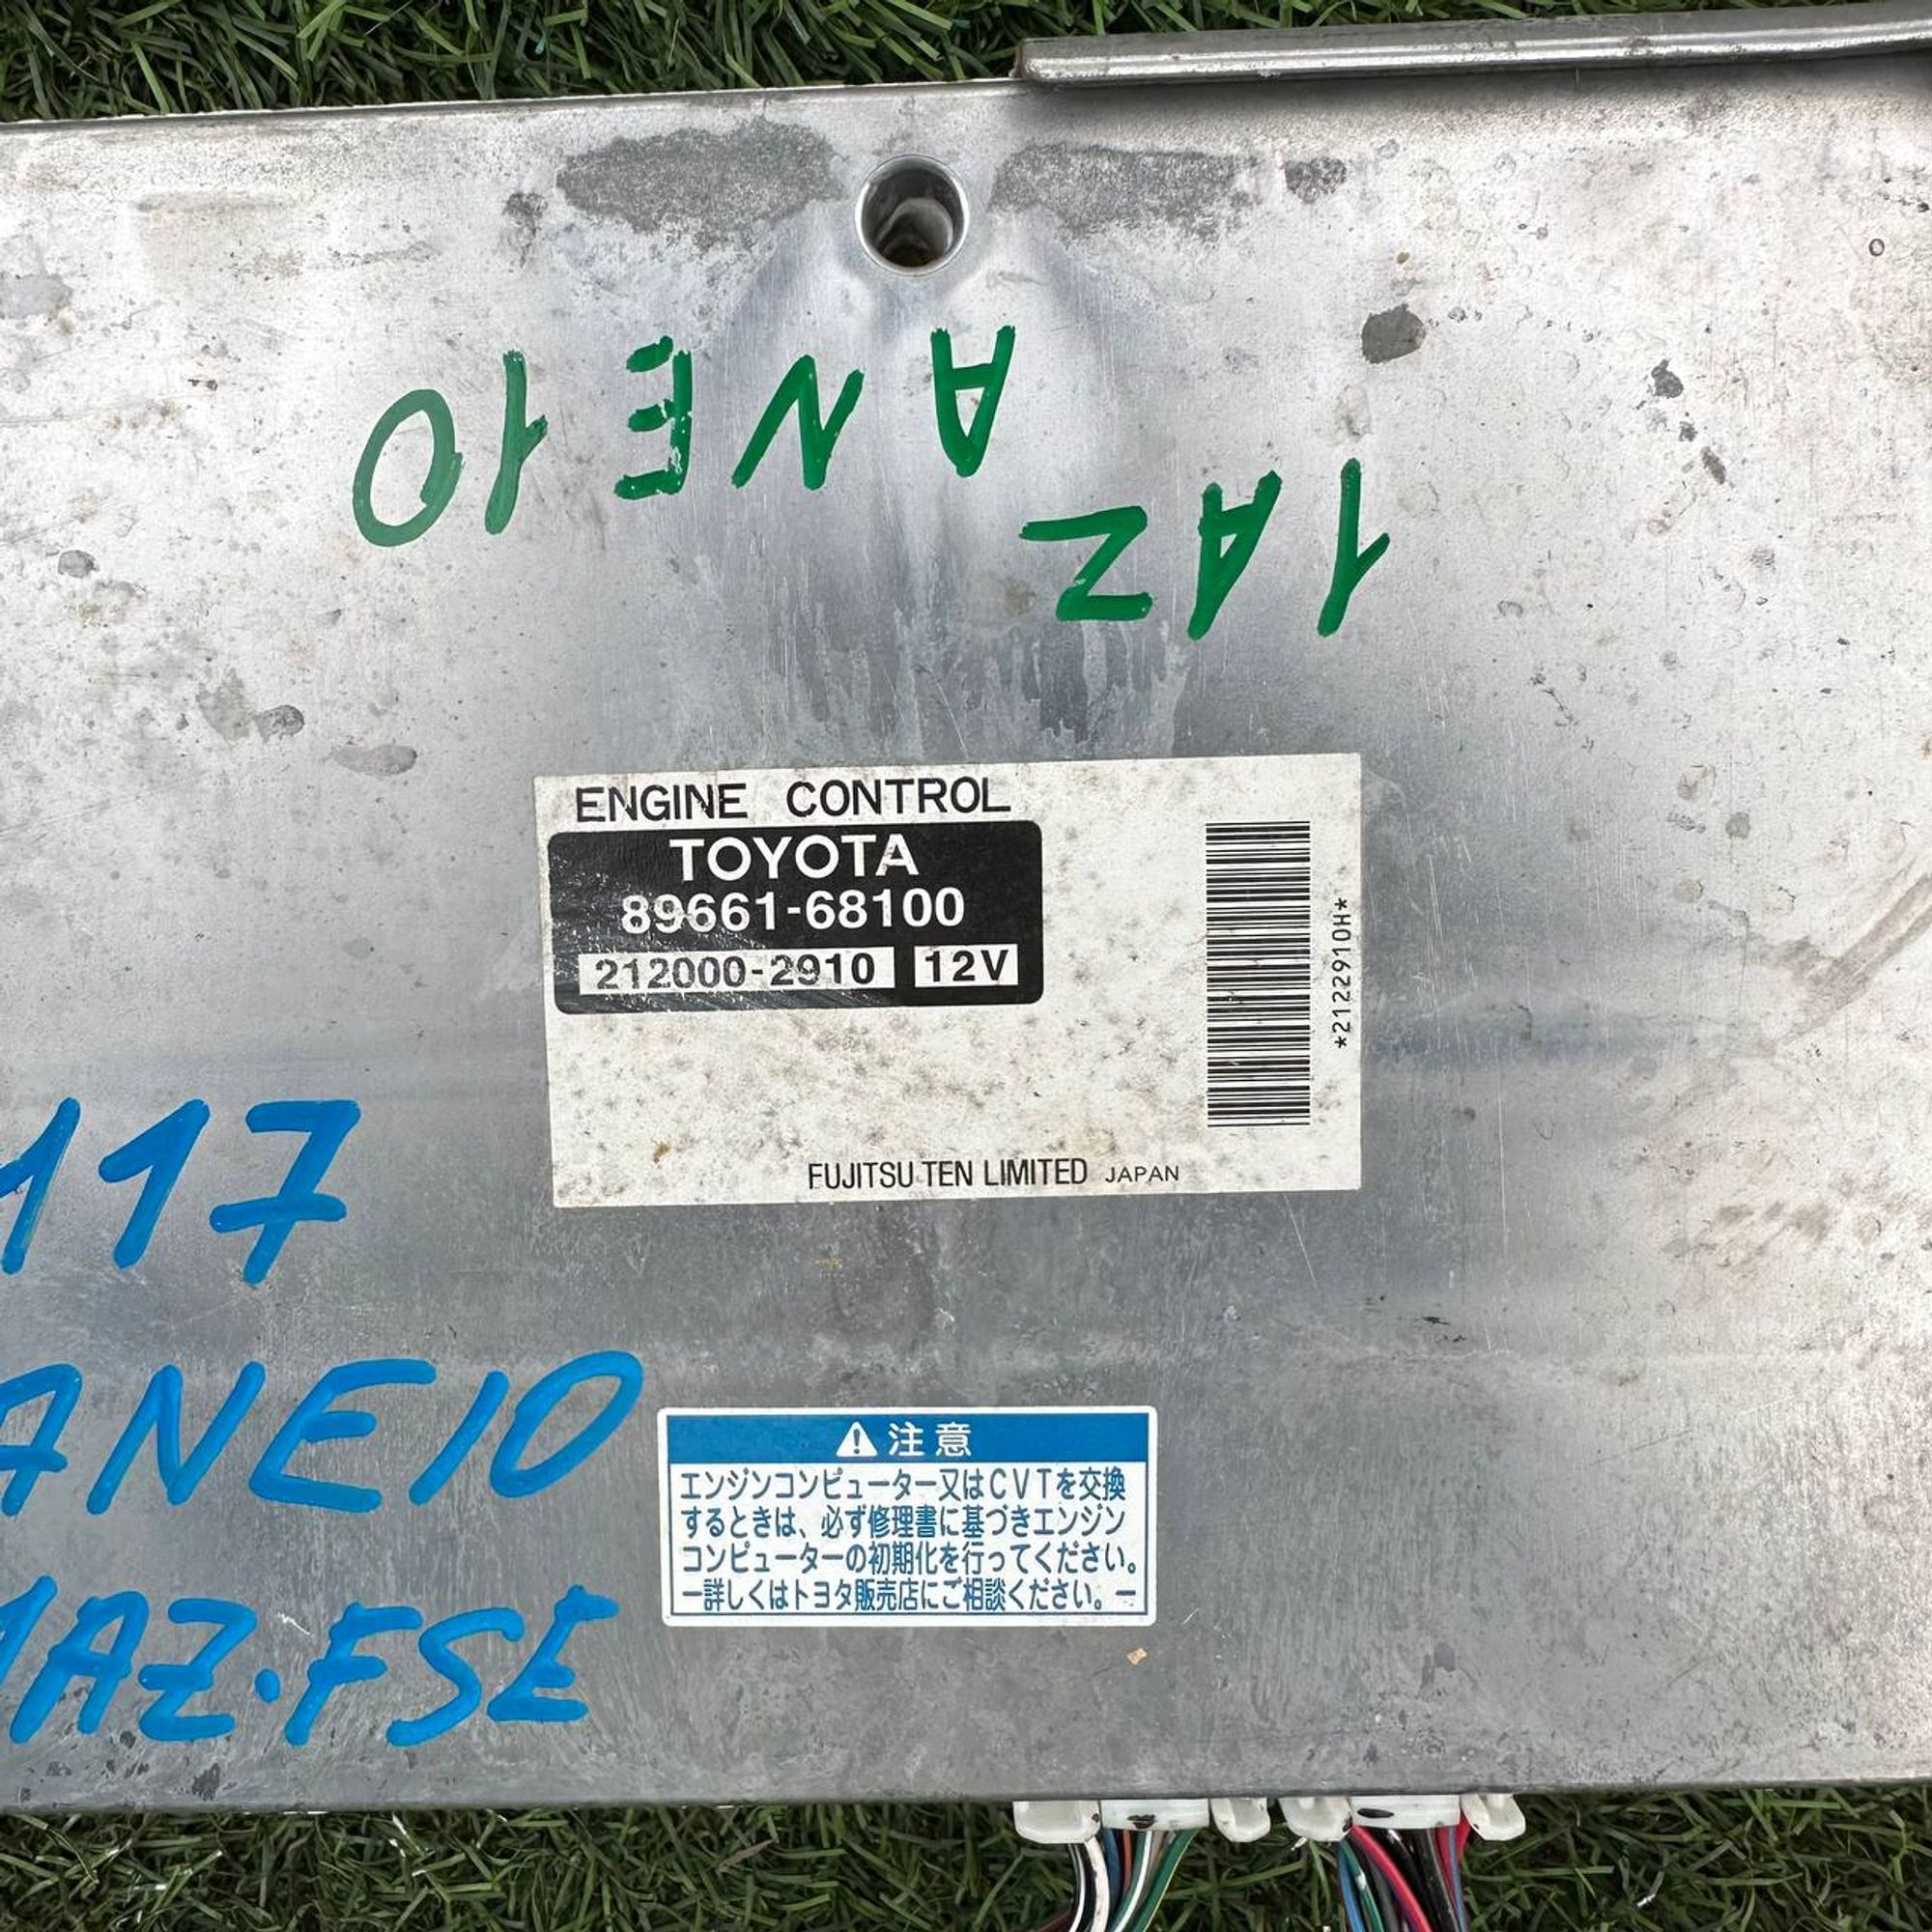 1AZ
ANE10
ENGINE CONTROL
TOYOTA
89661-68100
212000-2910 12V
*2122910H*
FUJITSU TEN LIMITED JAPAN
117
ANE10
1AZ·FSE
⚠注意
エンジンコンピューター又はCVTを交換
するときは、必ず修理書に基づきエンジン
コンピューターの初期化を行ってください。
ー詳しくはトヨタ販売店にご相談ください。ー